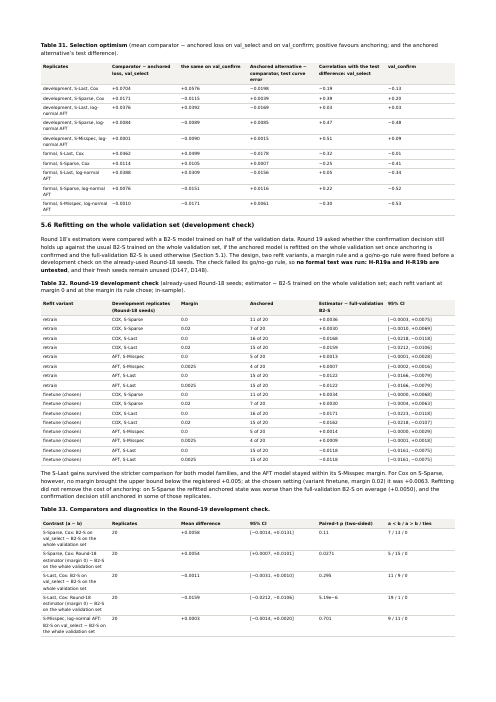 Table 31. Selection optimism (mean comparator − anchored loss on val_select and on val_confirm; positive favours anchoring; and the anchored
alternative's test difference).
Replicates Comparator − anchored loss, val_select the same on val_confirm Anchored alternative − comparator, test curve error Correlation with the test difference: val_select val_confirm
development, S-Last, Cox +0.0704 +0.0576 −0.0198 −0.19 −0.13
development, S-Sparse, Cox +0.0171 −0.0115 +0.0039 +0.39 +0.20
development, S-Last, log-normal AFT +0.0376 +0.0392 −0.0169 +0.03 +0.03
development, S-Sparse, log-normal AFT +0.0084 −0.0089 +0.0085 +0.47 −0.48
development, S-Misspec, log-normal AFT +0.0001 −0.0090 +0.0015 +0.51 +0.09
formal, S-Last, Cox +0.0462 +0.0499 −0.0178 −0.32 −0.01
formal, S-Sparse, Cox +0.0114 +0.0105 +0.0007 −0.25 −0.41
formal, S-Last, log-normal AFT +0.0388 +0.0309 −0.0156 +0.05 −0.34
formal, S-Sparse, log-normal AFT +0.0076 −0.0151 +0.0116 +0.22 −0.52
formal, S-Misspec, log-normal AFT −0.0010 −0.0171 +0.0061 −0.30 −0.53
5.6 Refitting on the whole validation set (development check)
Round 18's estimators were compared with a B2-S model trained on half of the validation data. Round 19 asked whether the confirmation decision still
holds up against the usual B2-S trained on the whole validation set, if the anchored model is refitted on the whole validation set once anchoring is
confirmed and the full-validation B2-S is used otherwise (Section 5.1). The design, two refit variants, a margin rule and a go/no-go rule were fixed before a
development check on the already-used Round-18 seeds. The check failed its go/no-go rule, so no formal test was run: H-R19a and H-R19b are
untested, and their fresh seeds remain unused (D147, D148).
Table 32. Round-19 development check (already-used Round-18 seeds; estimator − B2-S trained on the whole validation set; each refit variant at
margin 0 and at the margin its rule chose; in-sample).
Refit variant Development replicates (Round-18 seeds) Margin Anchored Estimator − full-validation B2-S 95% CI
retrain COX, S-Sparse 0.0 11 of 20 +0.0036 [−0.0003, +0.0075]
retrain COX, S-Sparse 0.02 7 of 20 +0.0030 [−0.0010, +0.0069]
retrain COX, S-Last 0.0 16 of 20 −0.0168 [−0.0218, −0.0118]
retrain COX, S-Last 0.02 15 of 20 −0.0159 [−0.0212, −0.0106]
retrain AFT, S-Misspec 0.0 5 of 20 +0.0013 [−0.0001, +0.0028]
retrain AFT, S-Misspec 0.0025 4 of 20 +0.0007 [−0.0002, +0.0016]
retrain AFT, S-Last 0.0 15 of 20 −0.0122 [−0.0166, −0.0079]
retrain AFT, S-Last 0.0025 15 of 20 −0.0122 [−0.0166, −0.0079]
finetune (chosen) COX, S-Sparse 0.0 11 of 20 +0.0034 [−0.0000, +0.0068]
finetune (chosen) COX, S-Sparse 0.02 7 of 20 +0.0030 [−0.0004, +0.0063]
finetune (chosen) COX, S-Last 0.0 16 of 20 −0.0171 [−0.0223, −0.0118]
finetune (chosen) COX, S-Last 0.02 15 of 20 −0.0162 [−0.0218, −0.0107]
finetune (chosen) AFT, S-Misspec 0.0 5 of 20 +0.0014 [−0.0000, +0.0029]
finetune (chosen) AFT, S-Misspec 0.0025 4 of 20 +0.0009 [−0.0001, +0.0018]
finetune (chosen) AFT, S-Last 0.0 15 of 20 −0.0118 [−0.0161, −0.0075]
finetune (chosen) AFT, S-Last 0.0025 15 of 20 −0.0118 [−0.0161, −0.0075]
The S-Last gains survived the stricter comparison for both model families, and the AFT model stayed within its S-Misspec margin. For Cox on S-Sparse,
however, no margin brought the upper bound below the registered +0.005; at the chosen setting (variant finetune, margin 0.02) it was +0.0063. Refitting
did not remove the cost of anchoring: on S-Sparse the refitted anchored state was worse than the full-validation B2-S on average (+0.0050), and the
confirmation decision still anchored in some of those replicates.
Table 33. Comparators and diagnostics in the Round-19 development check.
Contrast (a − b) Replicates Mean difference 95% CI Paired-t p (two-sided) a < b / a > b / ties
S-Sparse, Cox: B2-S on val_select − B2-S on the whole validation set 20 +0.0058 [−0.0014, +0.0131] 0.11 7 / 13 / 0
S-Sparse, Cox: Round-18 estimator (margin 0) − B2-S on the whole validation set 20 +0.0054 [+0.0007, +0.0101] 0.0271 5 / 15 / 0
S-Last, Cox: B2-S on val_select − B2-S on the whole validation set 20 −0.0011 [−0.0031, +0.0010] 0.295 11 / 9 / 0
S-Last, Cox: Round-18 estimator (margin 0) − B2-S on the whole validation set 20 −0.0159 [−0.0212, −0.0106] 5.19e−6 19 / 1 / 0
S-Misspec, log-normal AFT: B2-S on val_select − B2-S on the whole validation set 20 +0.0003 [−0.0014, +0.0020] 0.701 9 / 11 / 0